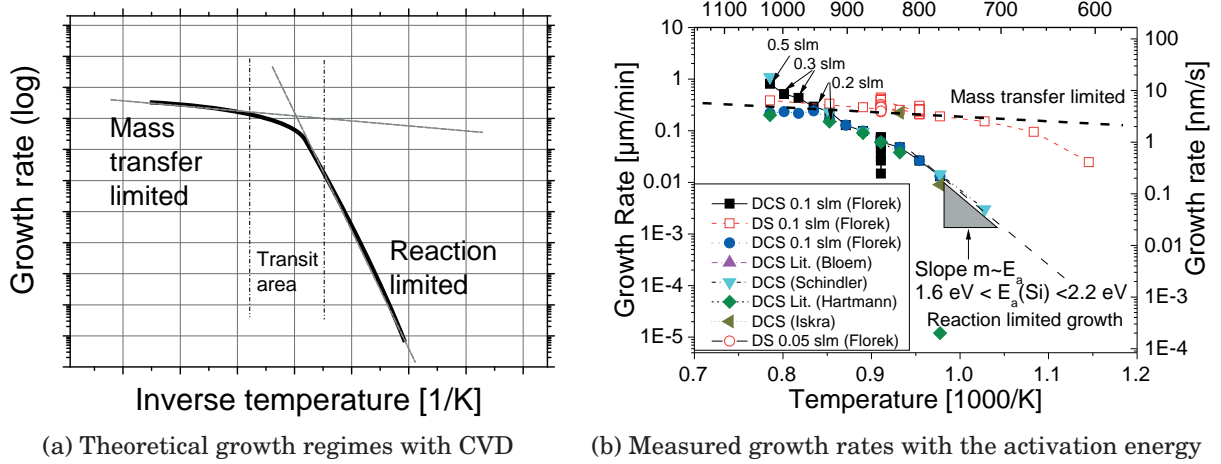 Growth rate (log)
Mass
transfer
limited
Transit
area
Reaction
limited
Inverse temperature [1/K]
(a) Theoretical growth regimes with CVD
1100 1000 900 800 700 600
Growth Rate [µm/min]
10
1
0.1
0.01
1E-3
1E-4
1E-5
0.5 slm
0.3 slm
0.2 slm
Mass transfer limited
DCS 0.1 slm (Florek)
DS 0.1 slm (Florek)
DCS 0.1 slm (Florek)
DCS Lit. (Bloem)
DCS (Schindler)
DCS Lit. (Hartmann)
DCS (Iskra)
DS 0.05 slm (Florek)
Slope m~Ea
1.6 eV < Ea(Si) <2.2 eV
Reaction limited growth
100
10
1
0.1
0.01
1E-3
1E-4
Growth rate [nm/s]
0.7 0.8 0.9 1.0 1.1 1.2
Temperature [1000/K]
(b) Measured growth rates with the activation energy